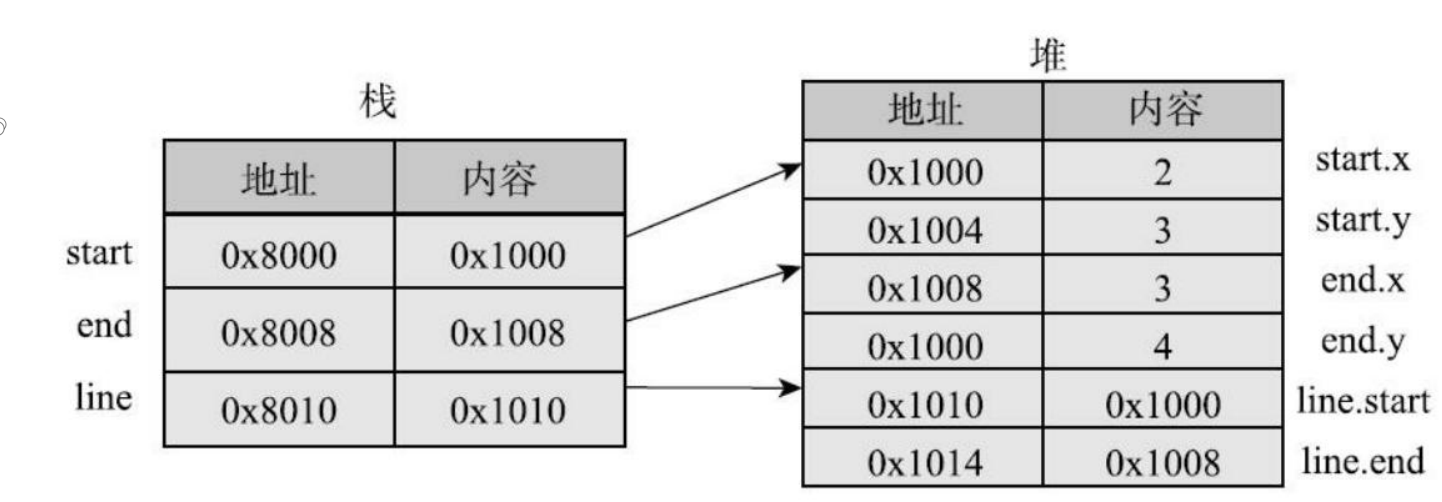 栈
地址 内容
start 0x8000 0x1000
end 0x8008 0x1008
line 0x8010 0x1010
堆
地址 内容
0x1000 2 start.x
0x1004 3 start.y
0x1008 3 end.x
0x1000 4 end.y
0x1010 0x1000 line.start
0x1014 0x1008 line.end